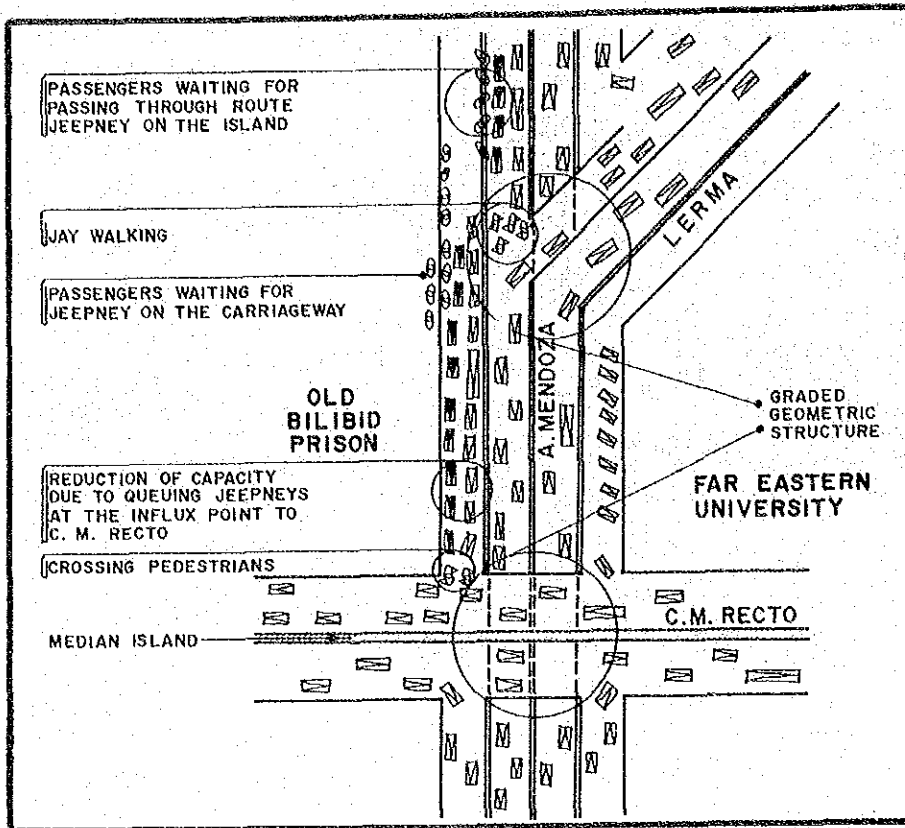 PASSENGERS WAITING FOR
PASSING THROUGH ROUTE
JEEPNEY ON THE ISLAND
JAY WALKING
PASSENGERS WAITING FOR
JEEPNEY ON THE CARRIAGEWAY
OLD
BILIBID
PRISON
REDUCTION OF CAPACITY
DUE TO QUEUING JEEPNEYS
AT THE INFLUX POINT TO
C. M. RECTO
CROSSING PEDESTRIANS
MEDIAN ISLAND
LERMA
A. MENDOZA
GRADED
GEOMETRIC
STRUCTURE
FAR EASTERN
UNIVERSITY
C.M. RECTO